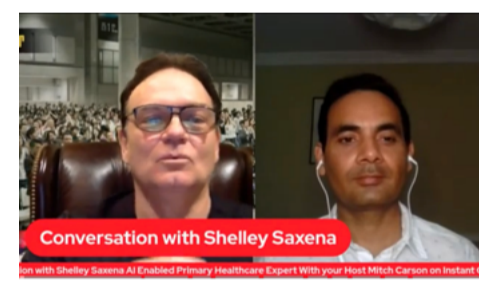 Conversation with Shelley Saxena
ion with Shelley Saxena AI Enabled Primary Healthcare Expert With your Host Mitch Carson on Instant